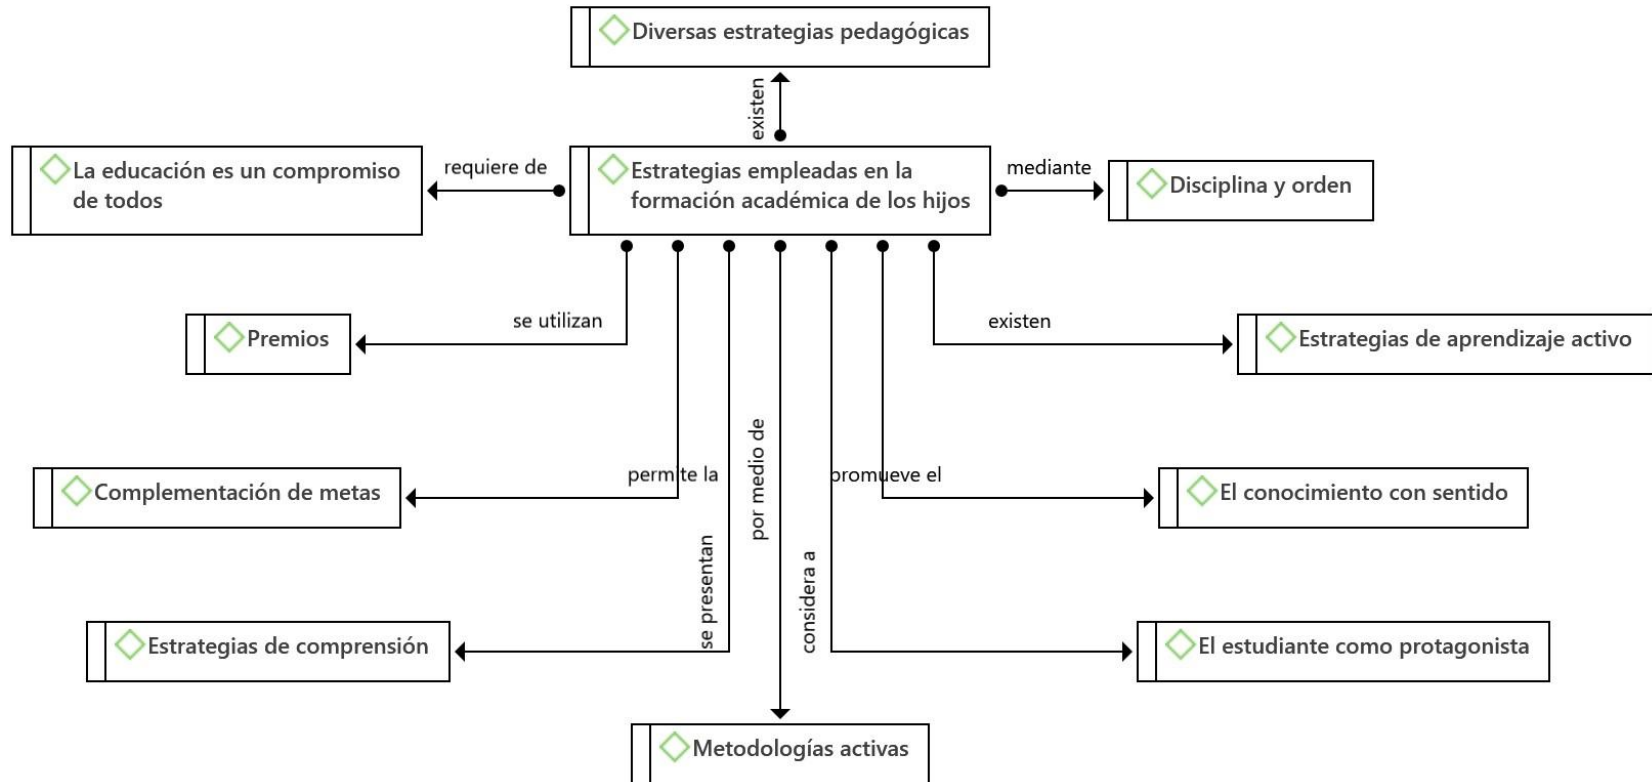 Diversas estrategias pedagógicas
existen
La educación es un compromiso
de todos
requiere de
Estrategias empleadas en la
formación académica de los hijos
mediante
Disciplina y orden
Premios
se utilizan
existen
Estrategias de aprendizaje activo
Complementación de metas
permite la
por medio de
promueve el
El conocimiento con sentido
Estrategias de comprensión
se presentan
considera a
El estudiante como protagonista
Metodologías activas